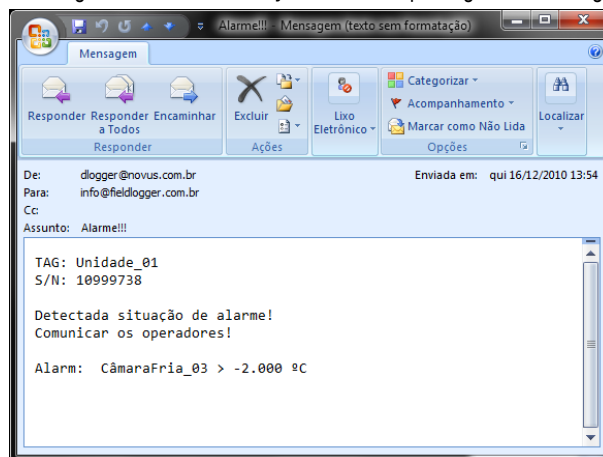 Alarme!!! - Mensagem (texto sem formatação)
Mensagem
Responder
Responder a Todos
Encaminhar
Responder
Excluir
Ações
Lixo Eletrônico
Categorizar
Acompanhamento
Marcar como Não Lida
Opções
Localizar
De: dlogger@novus.com.br
Enviada em: qui 16/12/2010 13:54
Para: info@fieldlogger.com.br
Cc:
Assunto: Alarme!!!
TAG: Unidade_01
S/N: 10999738
Detectada situação de alarme!
Comunicar os operadores!
Alarm: CâmaraFria_03 > -2.000 ºC